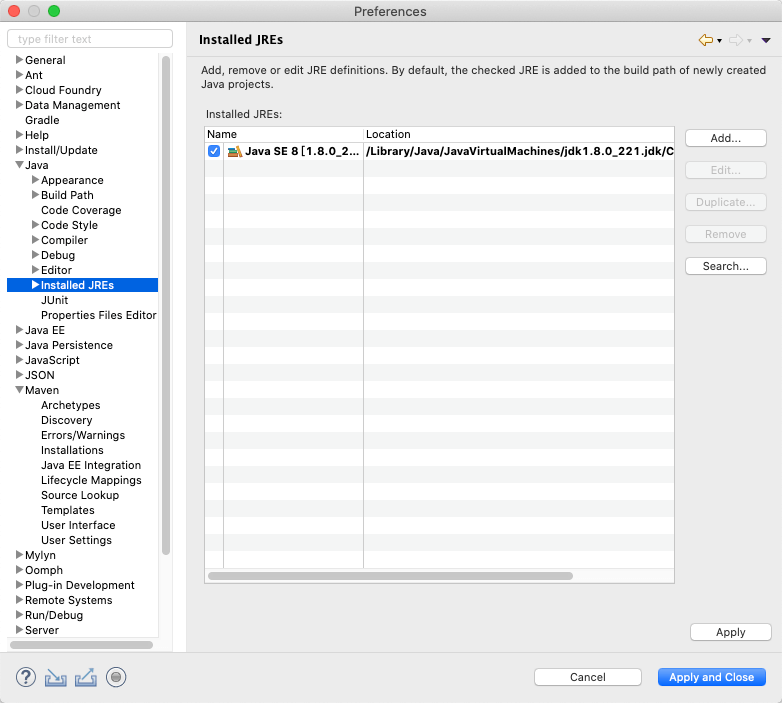 Preferences
type filter text
General
Ant
Cloud Foundry
Data Management
Gradle
Help
Install/Update
Java
Appearance
Build Path
Code Coverage
Code Style
Compiler
Debug
Editor
Installed JREs
JUnit
Properties Files Editor
Java EE
Java Persistence
JavaScript
JSON
Maven
Archetypes
Discovery
Errors/Warnings
Installations
Java EE Integration
Lifecycle Mappings
Source Lookup
Templates
User Interface
User Settings
Mylyn
Oomph
Plug-in Development
Remote Systems
Run/Debug
Server
Installed JREs
Add, remove or edit JRE definitions. By default, the checked JRE is added to the build path of newly created
Java projects.
Installed JREs:
Name Location
Java SE 8 [1.8.0_2... /Library/Java/JavaVirtualMachines/jdk1.8.0_221.jdk/C
Add...
Edit...
Duplicate...
Remove
Search...
Apply
?
Cancel
Apply and Close